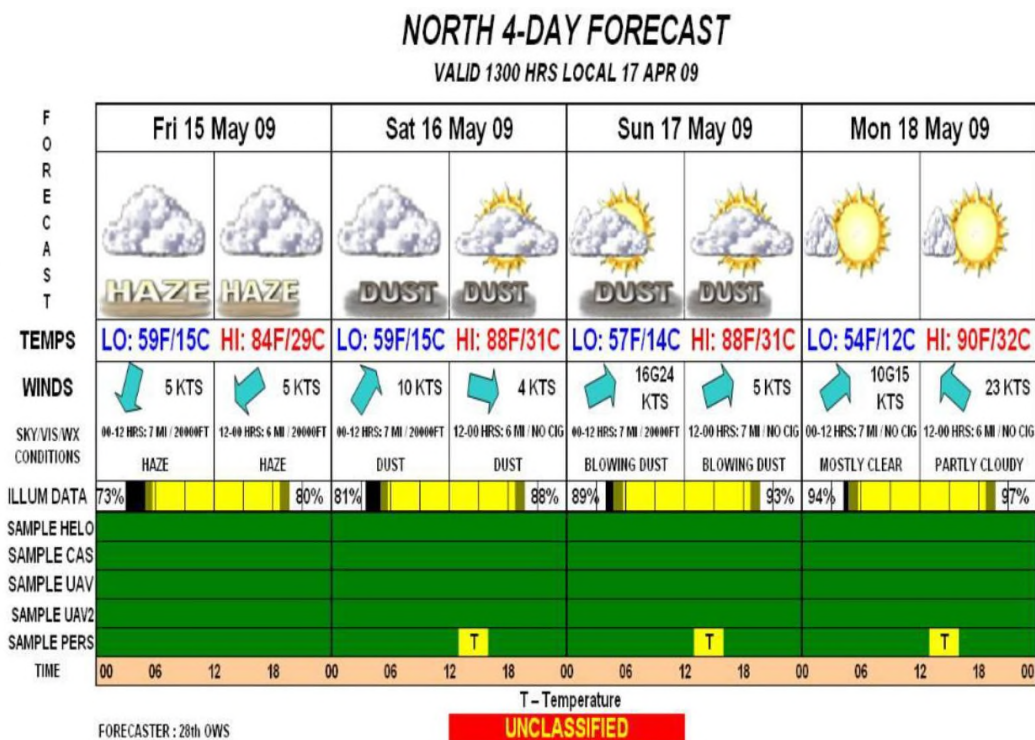 NORTH 4-DAY FORECAST
VALID 1300 HRS LOCAL 17 APR 09
FORECAST
Fri 15 May 09 Sat 16 May 09 Sun 17 May 09 Mon 18 May 09
HAZE HAZE DUST DUST DUST DUST
TEMPS LO: 59F/15C HI: 84F/29C LO: 59F/15C HI: 88F/31C LO: 57F/14C HI: 88F/31C LO: 54F/12C HI: 90F/32C
WINDS 5 KTS 5 KTS 10 KTS 4 KTS 16G24 KTS 5 KTS 10G15 KTS 23 KTS
SKY/VIS/WX CONDITIONS
00-12 HRS: 7 MI / 20000FT 12-00 HRS: 6 MI / 20000FT 00-12 HRS: 7 MI / 20000FT 12-00 HRS: 6 MI / NO CIG 00-12 HRS: 7 MI / 20000FT 12-00 HRS: 7 MI / NO CIG 00-12 HRS: 7 MI / NO CIG 12-00 HRS: 6 MI / NO CIG
HAZE HAZE DUST DUST BLOWING DUST BLOWING DUST MOSTLY CLEAR PARTLY CLOUDY
ILLUM DATA 73% 80% 81% 88% 89% 93% 94% 97%
SAMPLE HELO
SAMPLE CAS
SAMPLE UAV
SAMPLE UAV2
SAMPLE PERS T T T
TIME 00 06 12 18 00 06 12 18 00 06 12 18 00 06 12 18 00
T – Temperature
FORECASTER : 28th OWS UNCLASSIFIED